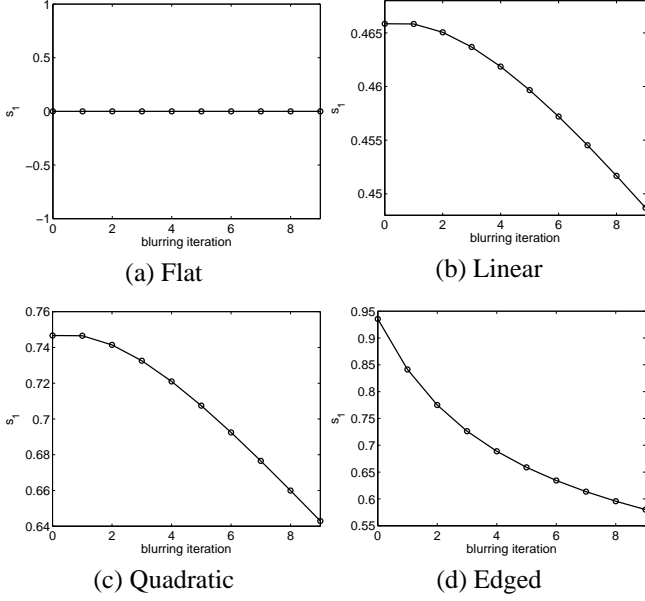 1
0.5
0
−0.5
−1
s1
0 2 4 6 8
blurring iteration
(a) Flat
0.465
0.46
0.455
0.45
s1
0 2 4 6 8
blurring iteration
(b) Linear
0.76
0.74
0.72
0.7
0.68
0.66
0.64
s1
0 2 4 6 8
blurring iteration
(c) Quadratic
0.95
0.9
0.85
0.8
0.75
0.7
0.65
0.6
0.55
s1
0 2 4 6 8
blurring iteration
(d) Edged